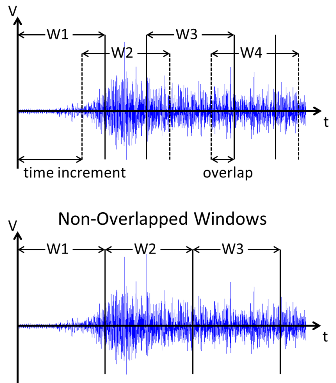 V
W1 W3
W2 W4
t
time increment overlap
Non-Overlapped Windows
V
W1 W2 W3
t